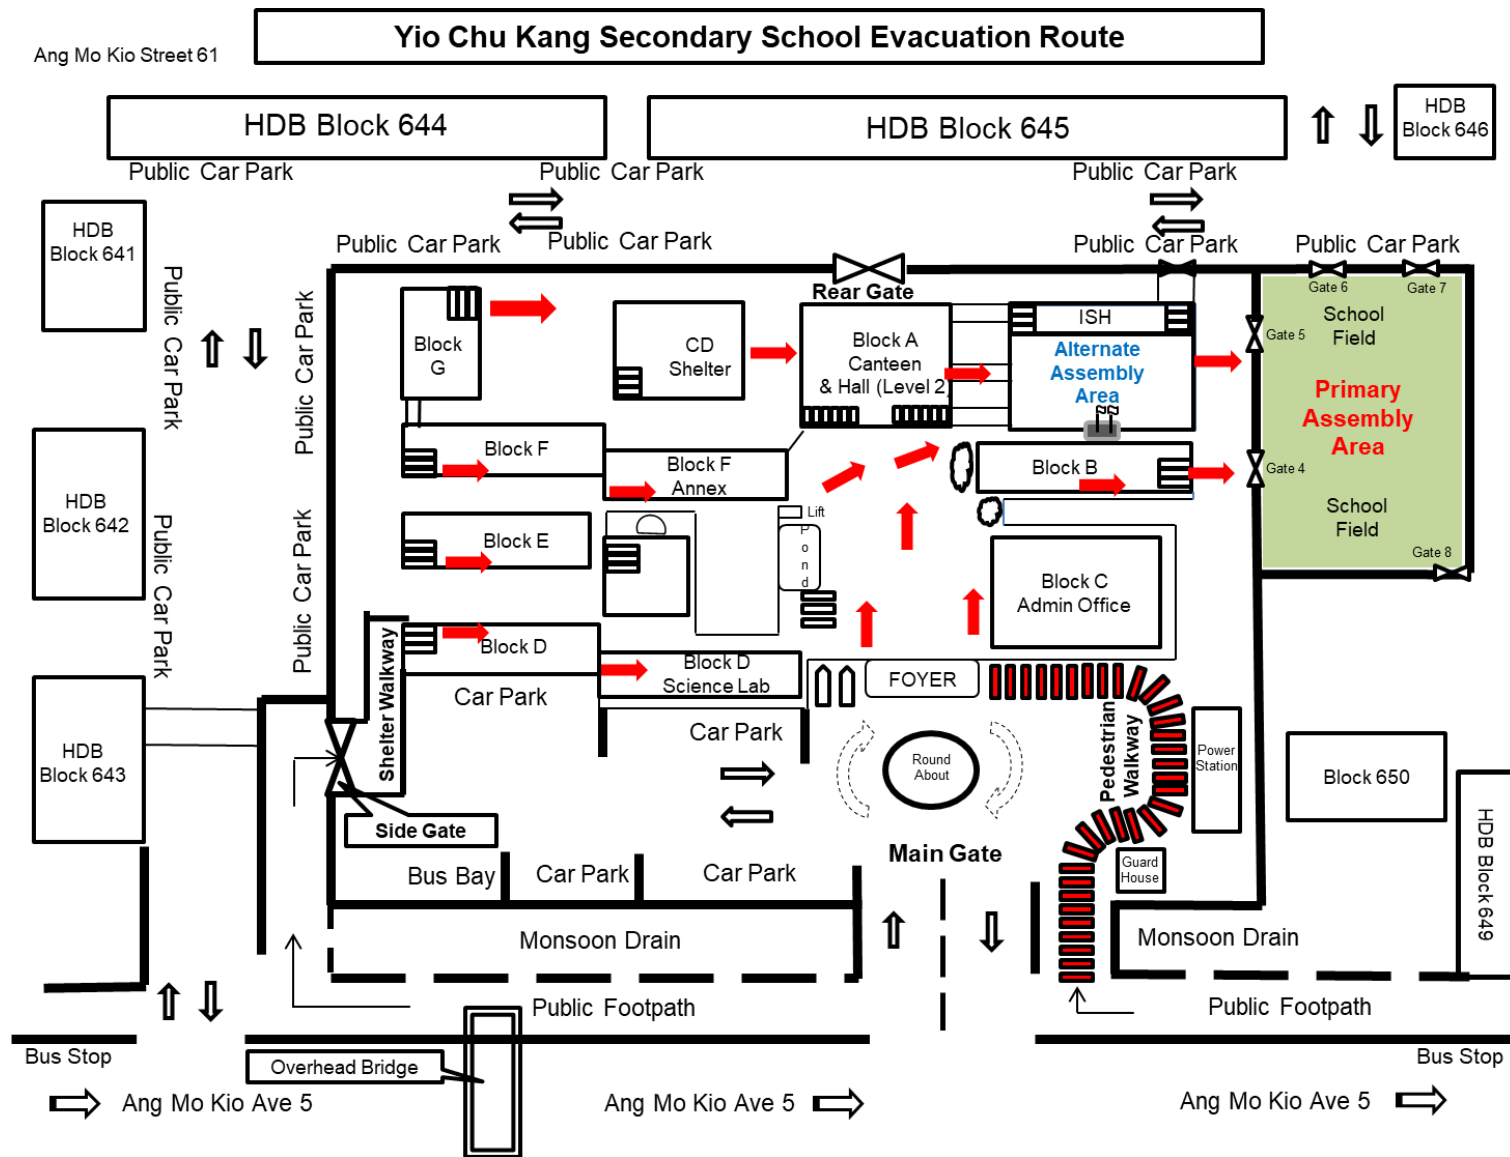 Yio Chu Kang Secondary School Evacuation Route
Ang Mo Kio Street 61
HDB Block 644
HDB Block 645
HDB
Block 646
Public Car Park
Public Car Park
Public Car Park
HDB
Block 641
Public Car Park
Public Car Park
Public Car Park
Public Car Park
Public Car Park
Public Car Park
Rear Gate
Gate 6
Gate 7
Block
G
CD
Shelter
Block A
Canteen
& Hall (Level 2)
ISH
Alternate
Assembly
Area
Gate 5
School
Field
Primary
Assembly
Area
Block F
Block F
Annex
Block B
Gate 4
HDB
Block 642
Public Car Park
Public Car Park
Block E
Lift
P
o
n
d
School
Field
Gate 8
Block C
Admin Office
Block D
Block D
Science Lab
FOYER
Shelter Walkway
Car Park
Car Park
Pedestrian
Walkway
Power
Station
HDB
Block 643
Round
About
Block 650
Side Gate
Main Gate
Guard
House
HDB Block 649
Bus Bay
Car Park
Car Park
Monsoon Drain
Monsoon Drain
Public Footpath
Public Footpath
Bus Stop
Overhead Bridge
Bus Stop
Ang Mo Kio Ave 5
Ang Mo Kio Ave 5
Ang Mo Kio Ave 5